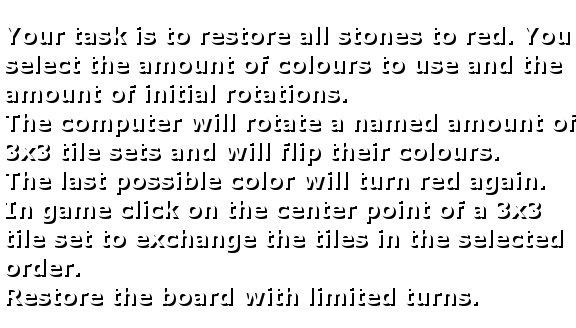 Your task is to restore all stones to red. You
select the amount of colours to use and the
amount of initial rotations.
The computer will rotate a named amount of
3x3 tile sets and will flip their colours.
The last possible color will turn red again.
In game click on the center point of a 3x3
tile set to exchange the tiles in the selected
order.
Restore the board with limited turns.